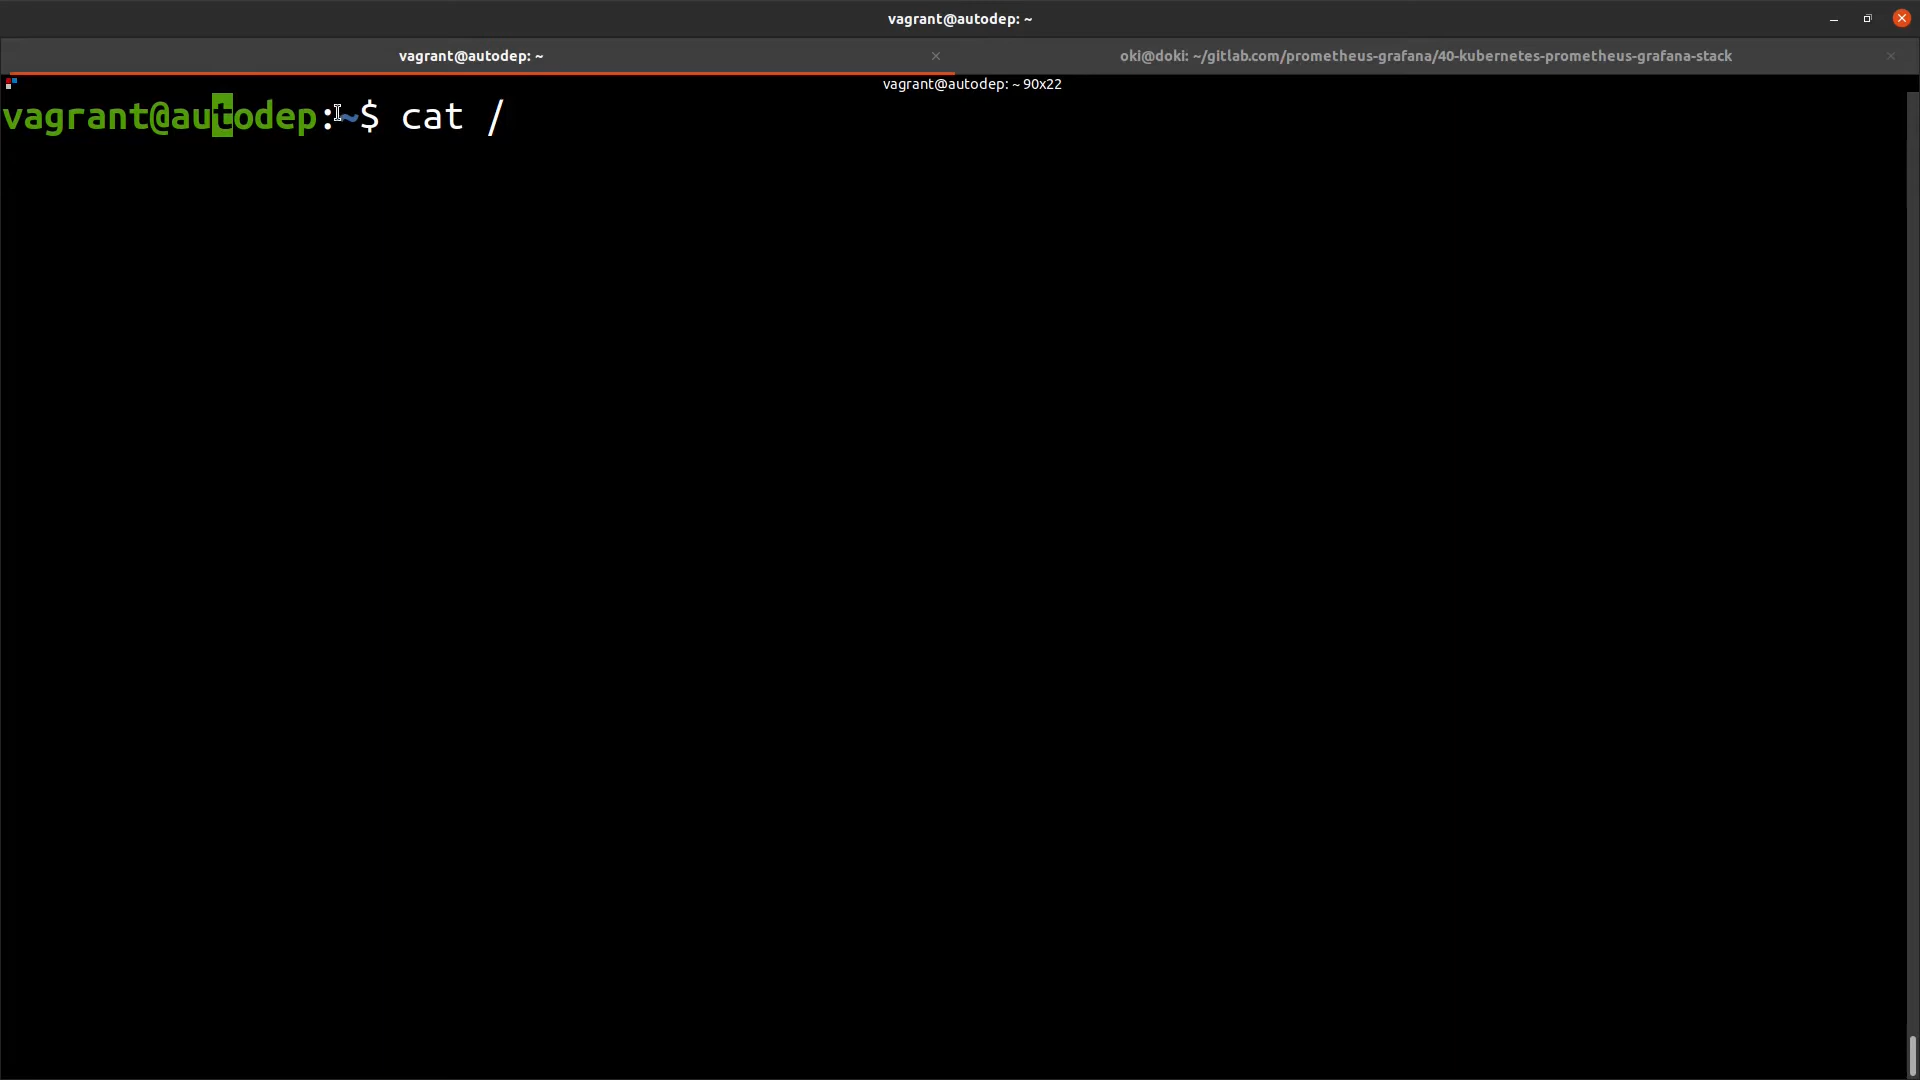 vagrant@autodep: ~
vagrant@autodep: ~
oki@doki: ~/gitlab.com/prometheus-grafana/40-kubernetes-prometheus-grafana-stack
vagrant@autodep: ~ 90x22
vagrant@autodep:~$ cat /